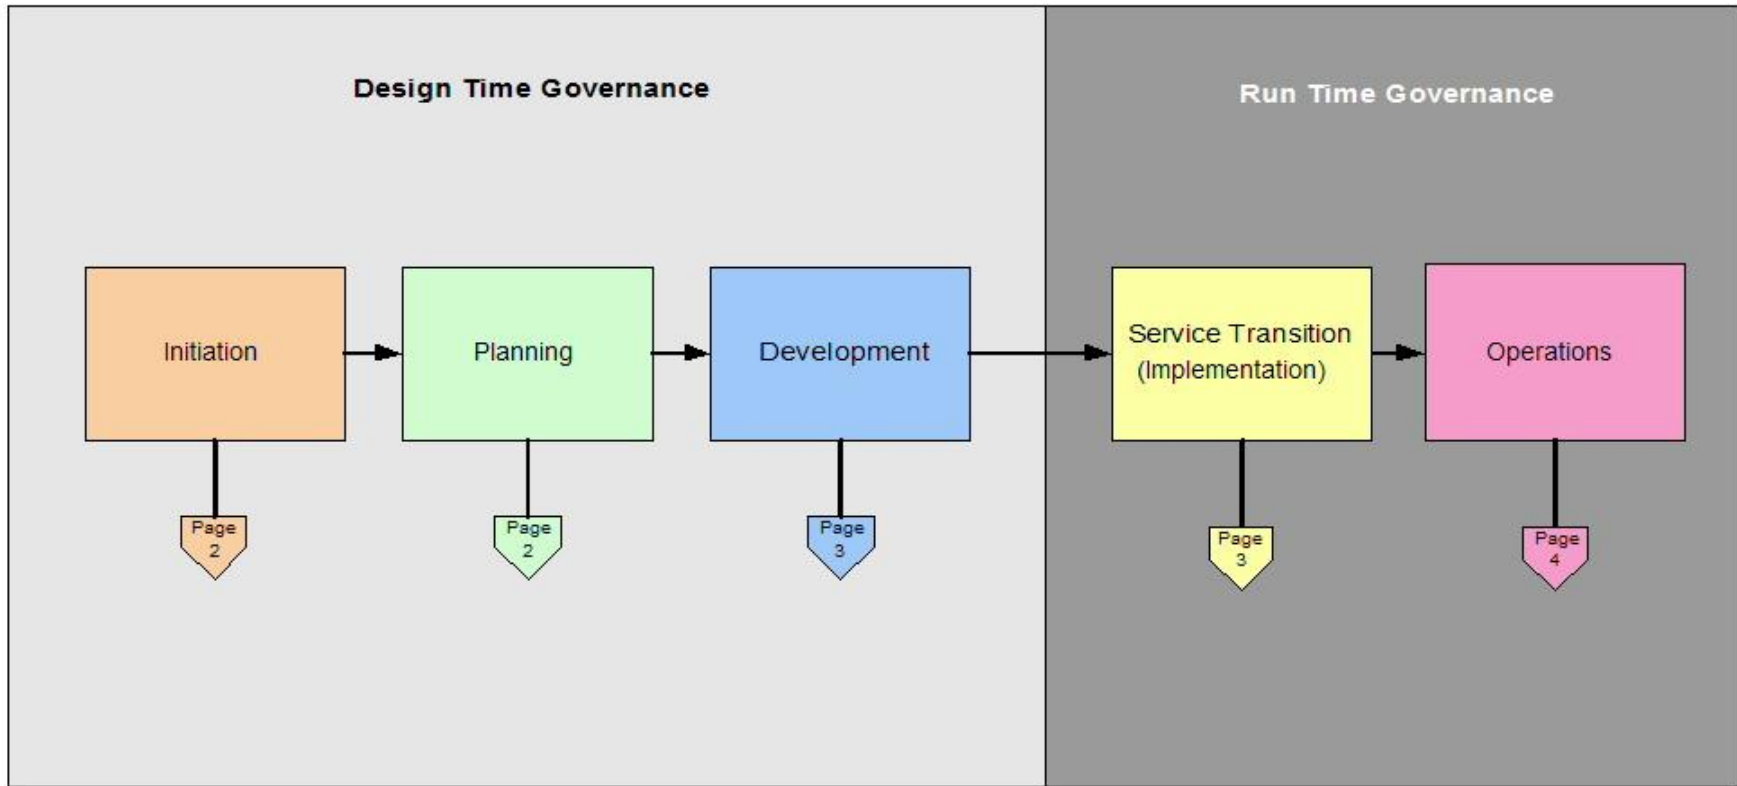 Design Time Governance
Run Time Governance
Initiation
Planning
Development
Service Transition
(Implementation)
Operations
Page
2
Page
2
Page
3
Page
3
Page
4